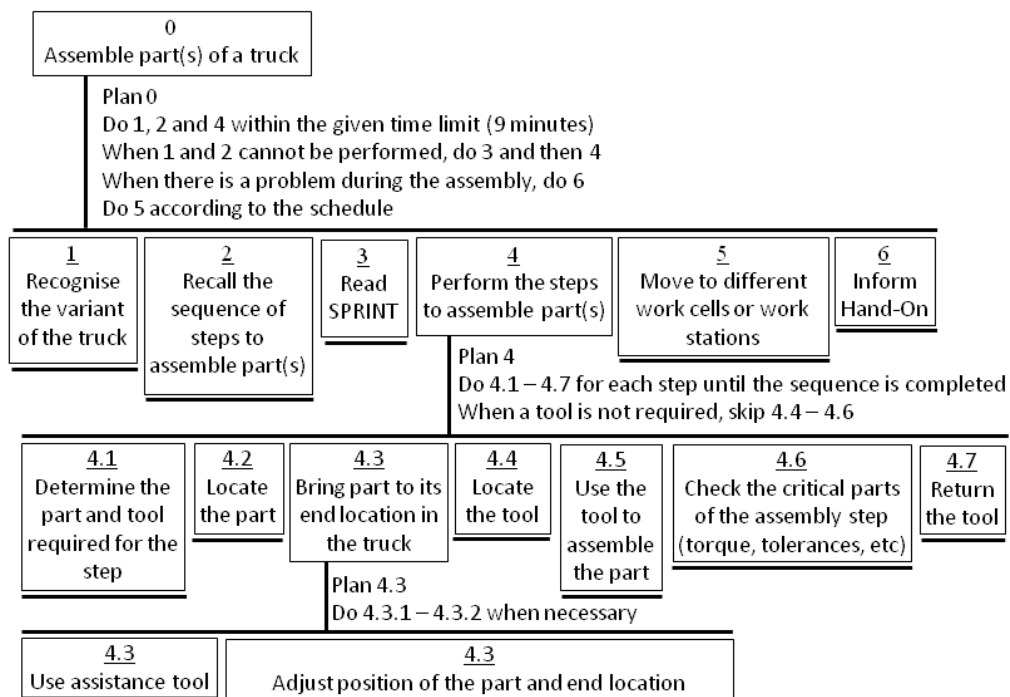 0
Assemble part(s) of a truck
Plan 0
Do 1, 2 and 4 within the given time limit (9 minutes)
When 1 and 2 cannot be performed, do 3 and then 4
When there is a problem during the assembly, do 6
Do 5 according to the schedule
1
Recognise
the variant
of the truck
2
Recall the
sequence of
steps to
assemble part(s)
3
Read
SPRINT
4
Perform the steps
to assemble part(s)
5
Move to different
work cells or work
stations
6
Inform
Hand-On
Plan 4
Do 4.1 – 4.7 for each step until the sequence is completed
When a tool is not required, skip 4.4 – 4.6
4.1
Determine the
part and tool
required for the
step
4.2
Locate
the part
4.3
Bring part to its
end location in
the truck
4.4
Locate
the tool
4.5
Use the
tool to
assemble
the part
4.6
Check the critical parts
of the assembly step
(torque, tolerances, etc)
4.7
Return
the tool
Plan 4.3
Do 4.3.1 – 4.3.2 when necessary
4.3
Use assistance tool
4.3
Adjust position of the part and end location